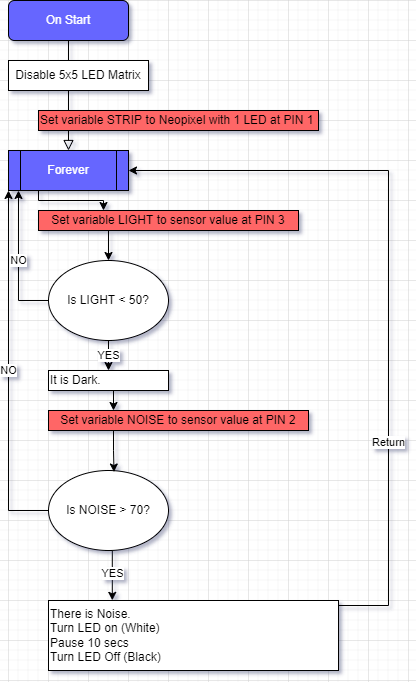 On Start
Disable 5x5 LED Matrix
Set variable STRIP to Neopixel with 1 LED at PIN 1
Forever
Set variable LIGHT to sensor value at PIN 3
NO
Is LIGHT < 50?
YES
NO
It is Dark.
Set variable NOISE to sensor value at PIN 2
Return
Is NOISE > 70?
YES
There is Noise.
Turn LED on (White)
Pause 10 secs
Turn LED Off (Black)